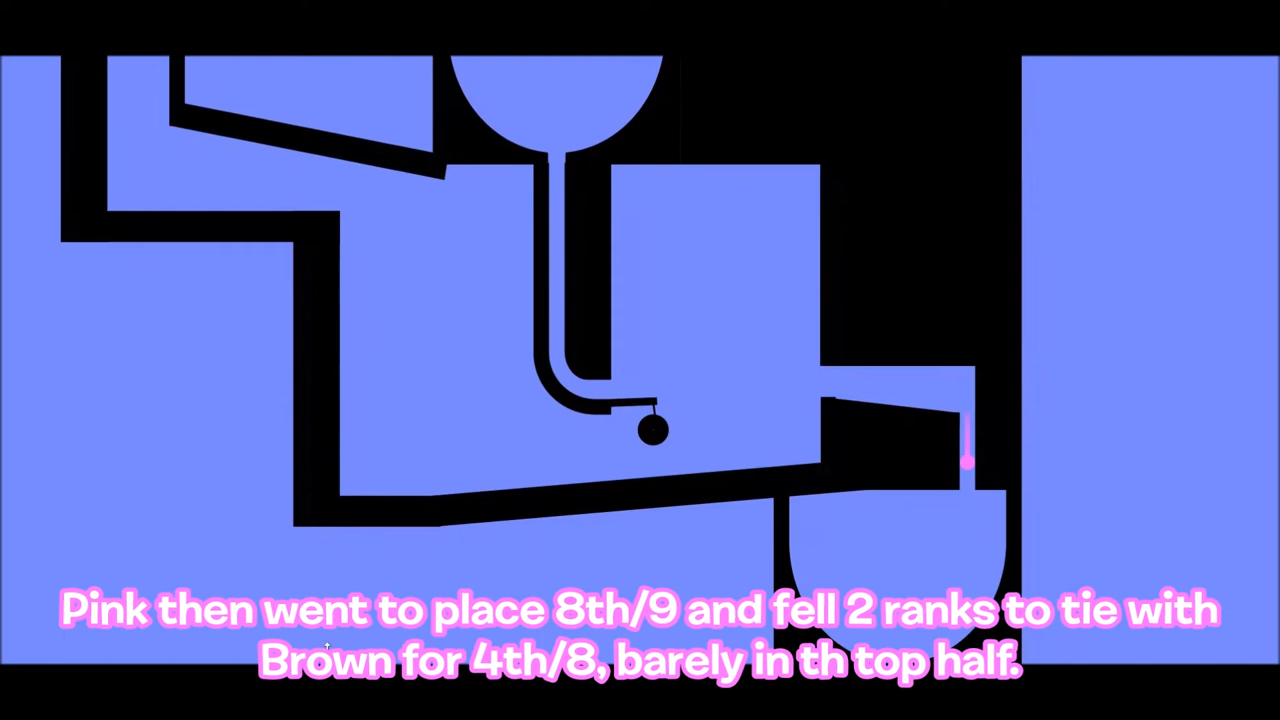 Pink then went to place 8th/9 and fell 2 ranks to tie with
Brown for 4th/8, barely in th top half.